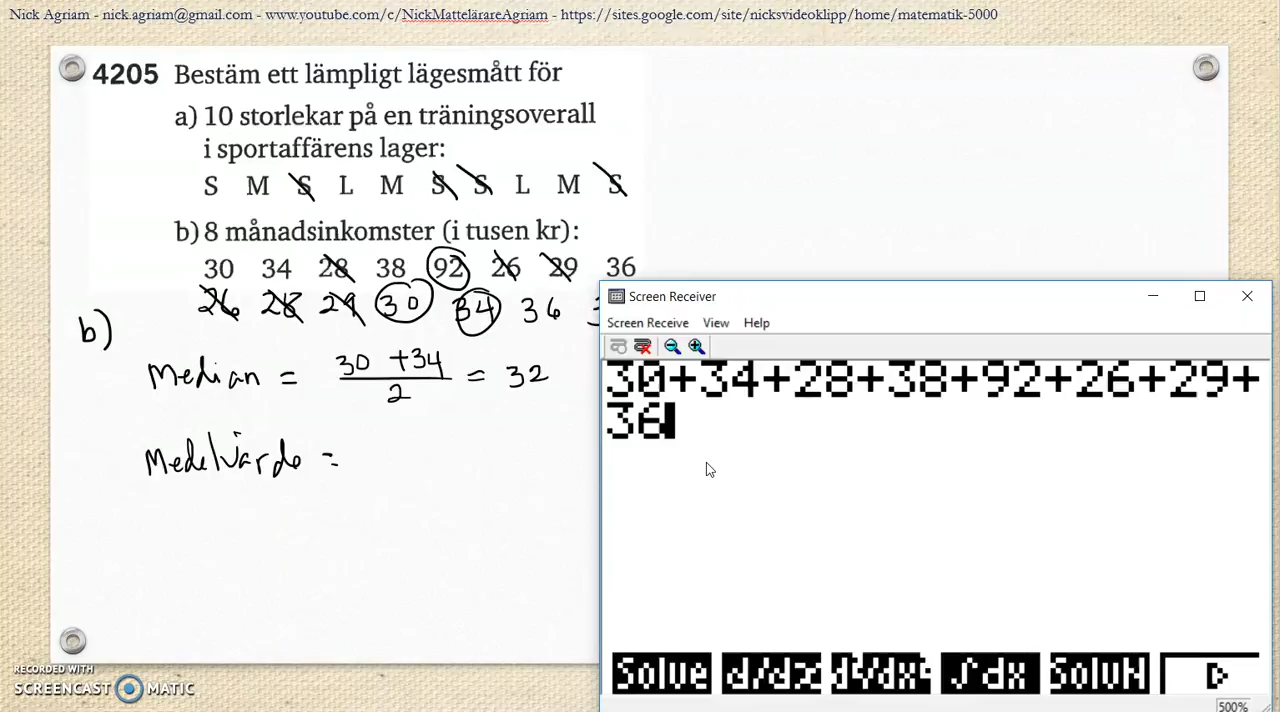 Nick Agriam - nick.agriam@gmail.com - www.youtube.com/c/NickMattelärareAgriam - https://sites.google.com/site/nicksvideoklipp/home/matematik-5000
4205 Bestäm ett lämpligt lägesmått för
a) 10 storlekar på en träningsoverall
i sportaffärens lager:
S M S L M S S L M S
b) 8 månadsinkomster (i tusen kr):
30 34 28 38 92 26 29 36
26 28 29 30 34 36
b)
Median = 30 + 34 / 2 = 32
Medelvärde =
Screen Receiver
Screen Receive View Help
30+34+28+38+92+26+29+
36
Solve d/dx ∫dx SolvN
500%
RECORDED WITH
SCREENCAST MATIC